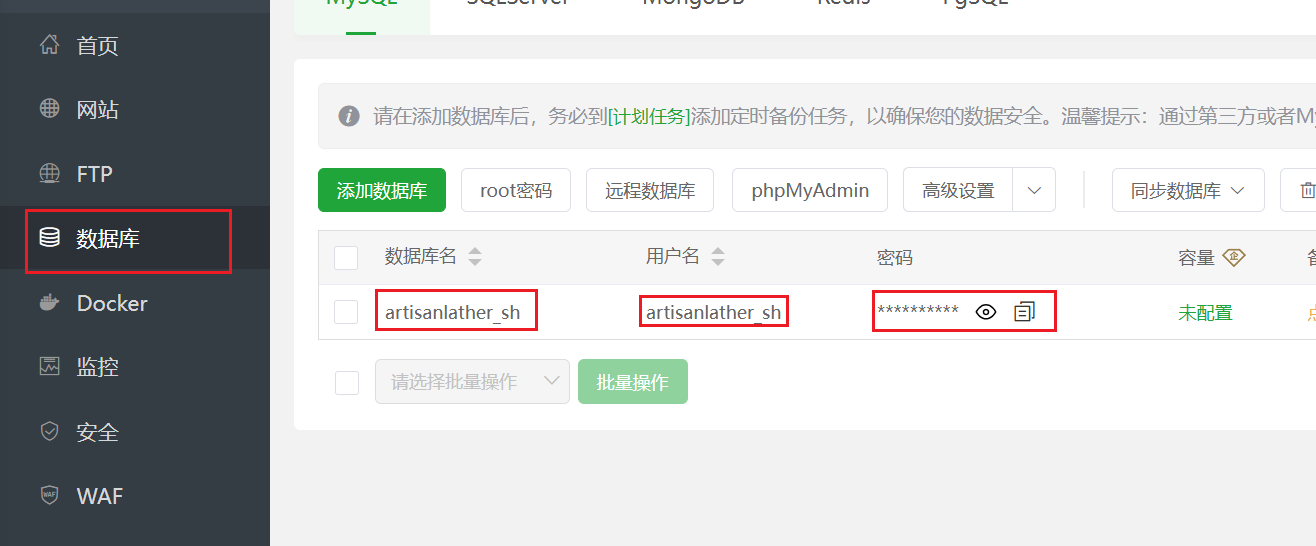 MySQL SQLServer MongoDB Redis PgSQL
首页
网站
FTP
数据库
Docker
监控
安全
WAF
请在添加数据库后，务必到[计划任务]添加定时备份任务，以确保您的数据安全。温馨提示：通过第三方或者My
添加数据库 root密码 远程数据库 phpMyAdmin 高级设置 同步数据库
数据库名 用户名 密码 容量 备
artisanlather_sh artisanlather_sh ********** 未配置 点
请选择批量操作 批量操作